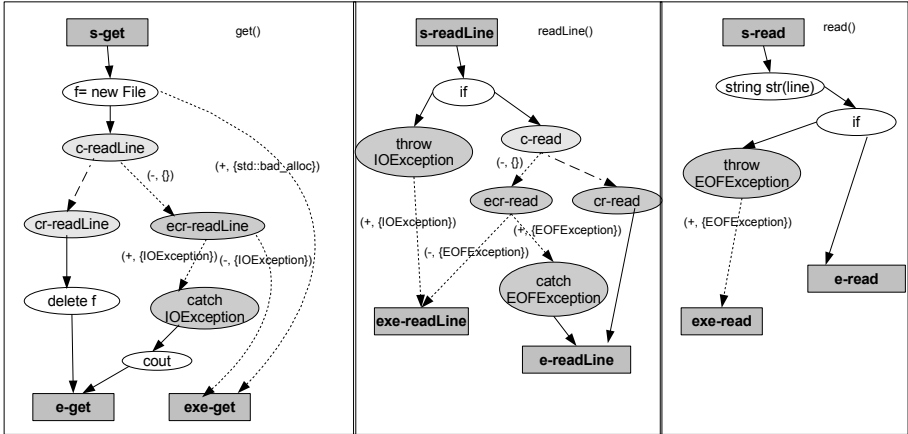 s-get
get()
f= new File
c-readLine
(+, {std::bad_alloc})
(-, {})
cr-readLine
ecr-readLine
(+, {IOException})
(-, {IOException})
delete f
catch
IOException
cout
e-get
exe-get
s-readLine
readLine()
if
throw
IOException
c-read
(-, {})
ecr-read
cr-read
(+, {IOException})
(+, {EOFException})
(-, {EOFException})
catch
EOFException
exe-readLine
e-readLine
s-read
read()
string str(line)
if
throw
EOFException
(+, {EOFException})
e-read
exe-read